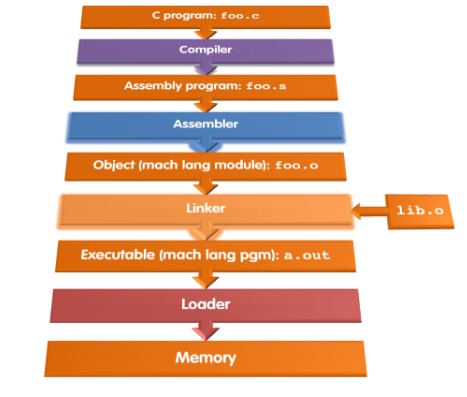 C program: foo.c
Compiler
Assembly program: foo.s
Assembler
Object (mach lang module): foo.o
Linker
lib.o
Executable (mach lang pgm): a.out
Loader
Memory